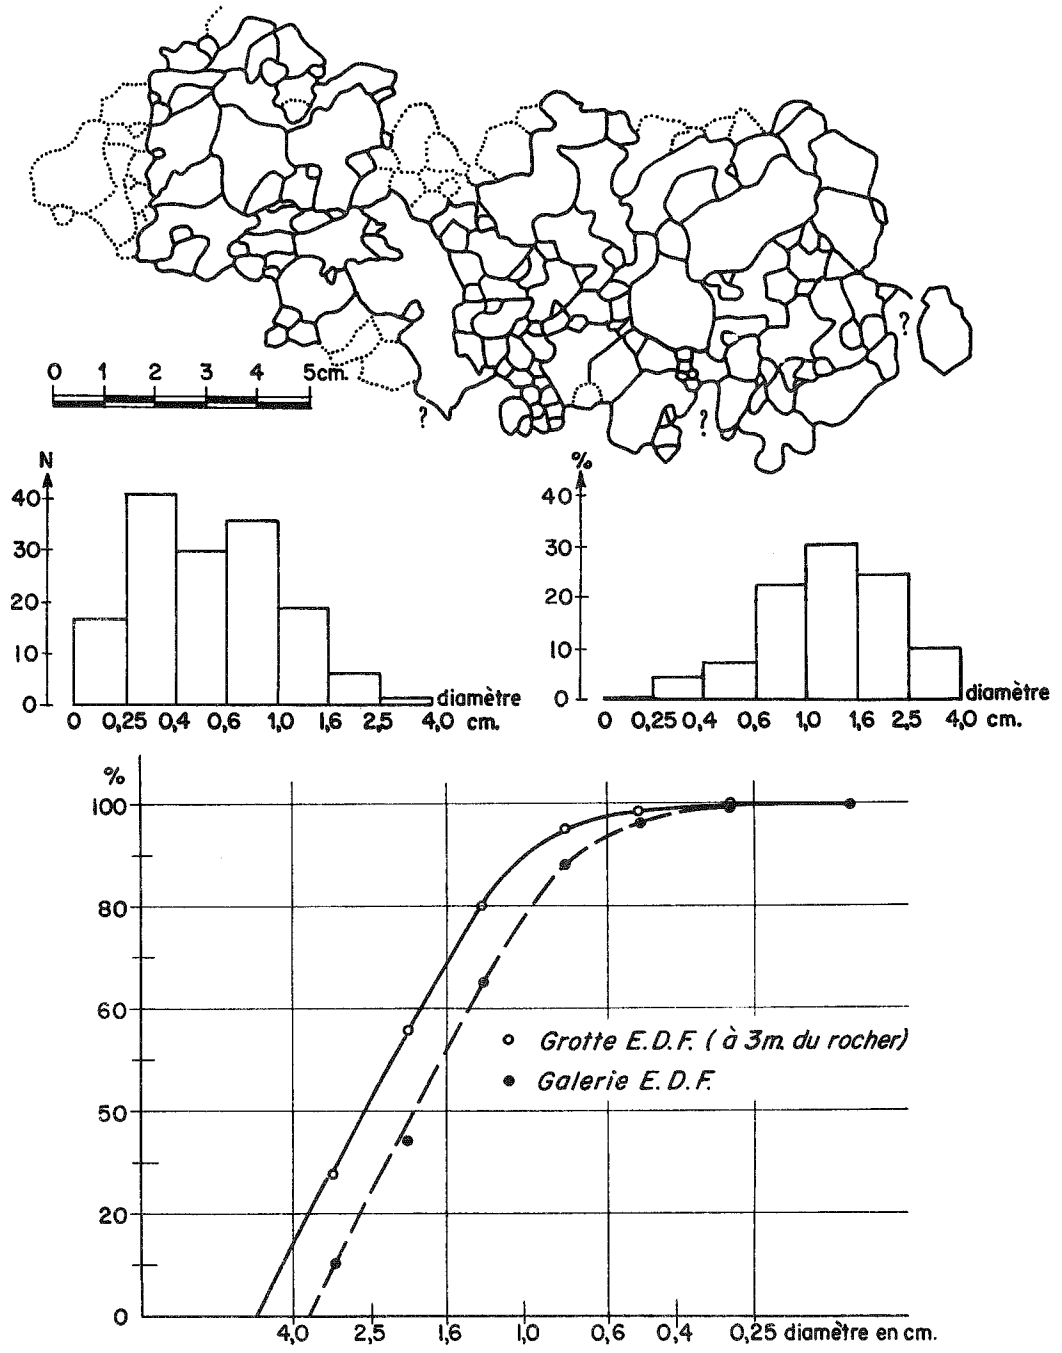 0 1 2 3 4 5cm.
?
?
?
N
40
30
20
10
0
0 0,25 0,4 0,6 1,0 1,6 2,5 4,0 cm.
diamètre
%
40
30
20
10
0
0 0,25 0,4 0,6 1,0 1,6 2,5 4,0 cm.
diamètre
%
100
80
60
50
20
0
Grotte E.D.F. ( à 3m. du rocher)
Galerie E.D.F.
4,0 2,5 1,6 1,0 0,6 0,4 0,25 diamètre en cm.